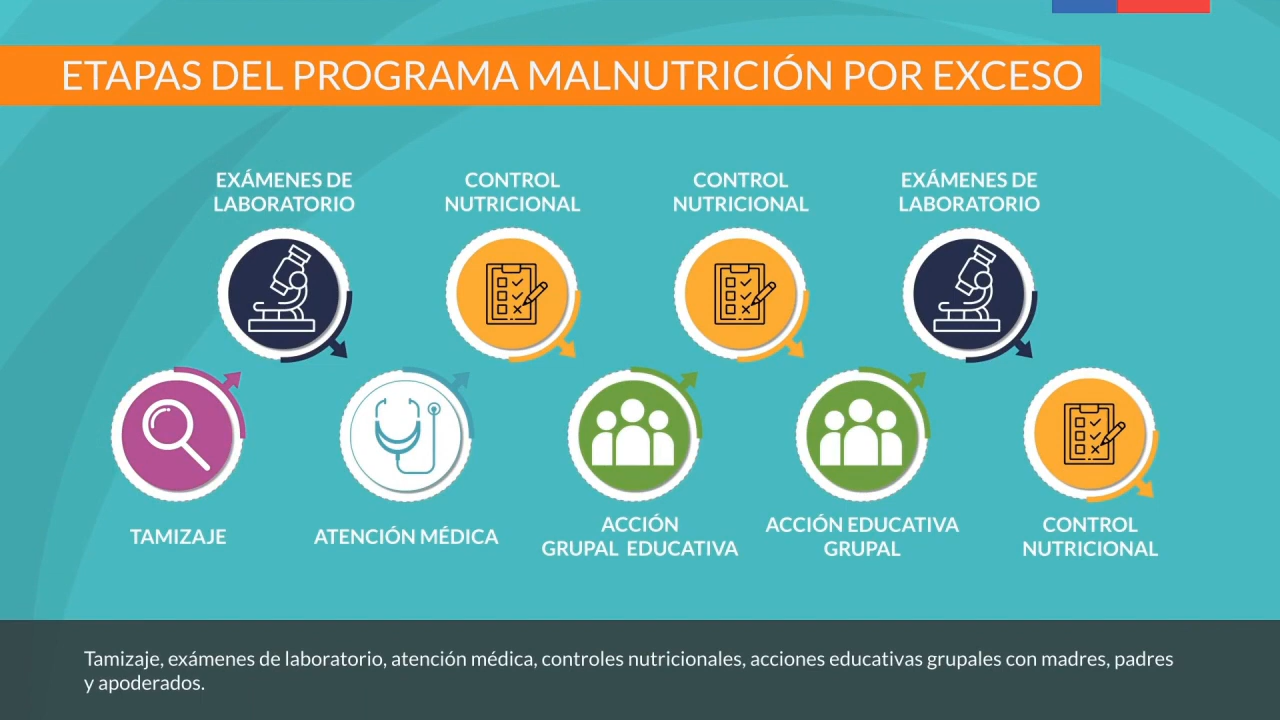 ETAPAS DEL PROGRAMA MALNUTRICIÓN POR EXCESO
EXÁMENES DE
LABORATORIO
CONTROL
NUTRICIONAL
CONTROL
NUTRICIONAL
EXÁMENES DE
LABORATORIO
TAMIZAJE
ATENCIÓN MÉDICA
ACCIÓN
GRUPAL EDUCATIVA
ACCIÓN EDUCATIVA
GRUPAL
CONTROL
NUTRICIONAL
Tamizaje, exámenes de laboratorio, atención médica, controles nutricionales, acciones educativas grupales con madres, padres
y apoderados.